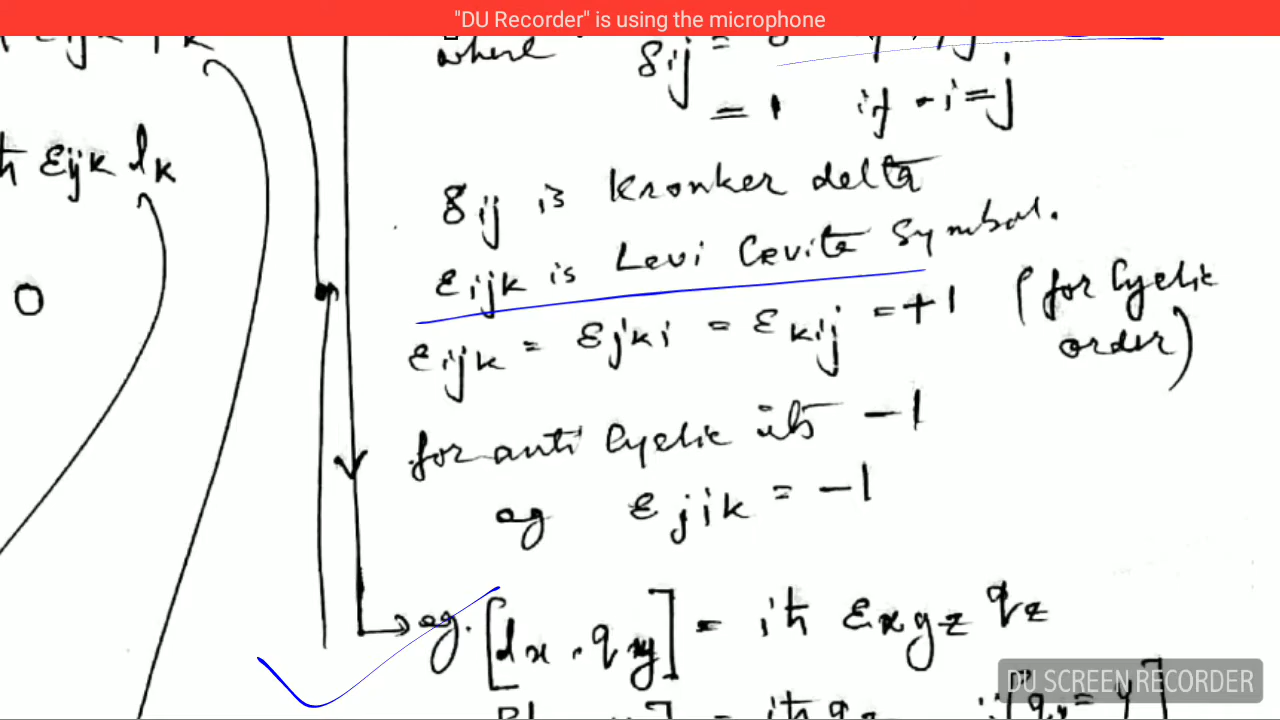 "DU Recorder" is using the microphone
where δij =
= 1 if i = j
ħ εijk lk
δij is Kronker delta
εijk is Levi Cevita Symbol.
0
εijk = εjki = εkij = +1 (for Cyclic order)
for anti Cyclic its -1
eg εjik = -1
eg. [lx, qy] = iħ εxyz qz
DU SCREEN RECORDER